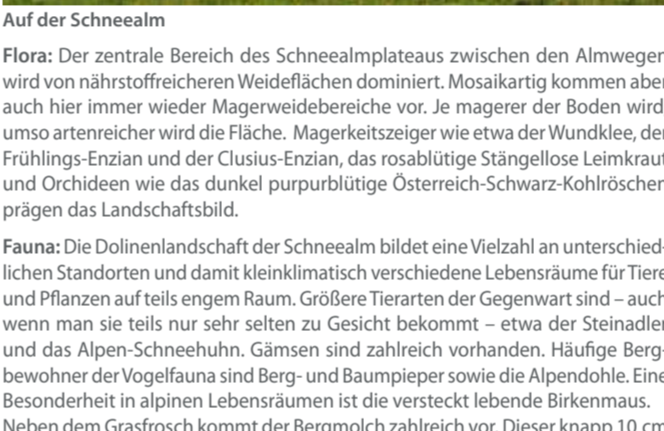 Auf der Schneealm
Flora: Der zentrale Bereich des Schneealmplateaus zwischen den Almwegen
wird von nährstoffreicheren Weideflächen dominiert. Mosaikartig kommen aber
auch hier immer wieder Magerweidebereiche vor. Je magerer der Boden wird,
umso artenreicher wird die Fläche. Magerkeitszeiger wie etwa der Wundklee, der
Frühlings-Enzian und der Clusius-Enzian, das rosablütige Stängellose Leimkraut
und Orchideen wie das dunkel purpurblütige Österreich-Schwarz-Kohlröschen
prägen das Landschaftsbild.
Fauna: Die Dolinenlandschaft der Schneealm bildet eine Vielzahl an unterschied-
lichen Standorten und damit kleinklimatisch verschiedene Lebensräume für Tiere
und Pflanzen auf teils engem Raum. Größere Tierarten der Gegenwart sind – auch
wenn man sie teils nur sehr selten zu Gesicht bekommt – etwa der Steinadler
und das Alpen-Schneehuhn. Gämsen sind zahlreich vorhanden. Häufige Berg-
bewohner der Vogelfauna sind Berg- und Baumpieper sowie die Alpendohle. Eine
Besonderheit in alpinen Lebensräumen ist die versteckt lebende Birkenmaus.
Neben dem Grasfrosch kommt der Bergmolch zahlreich vor. Dieser knapp 10 cm